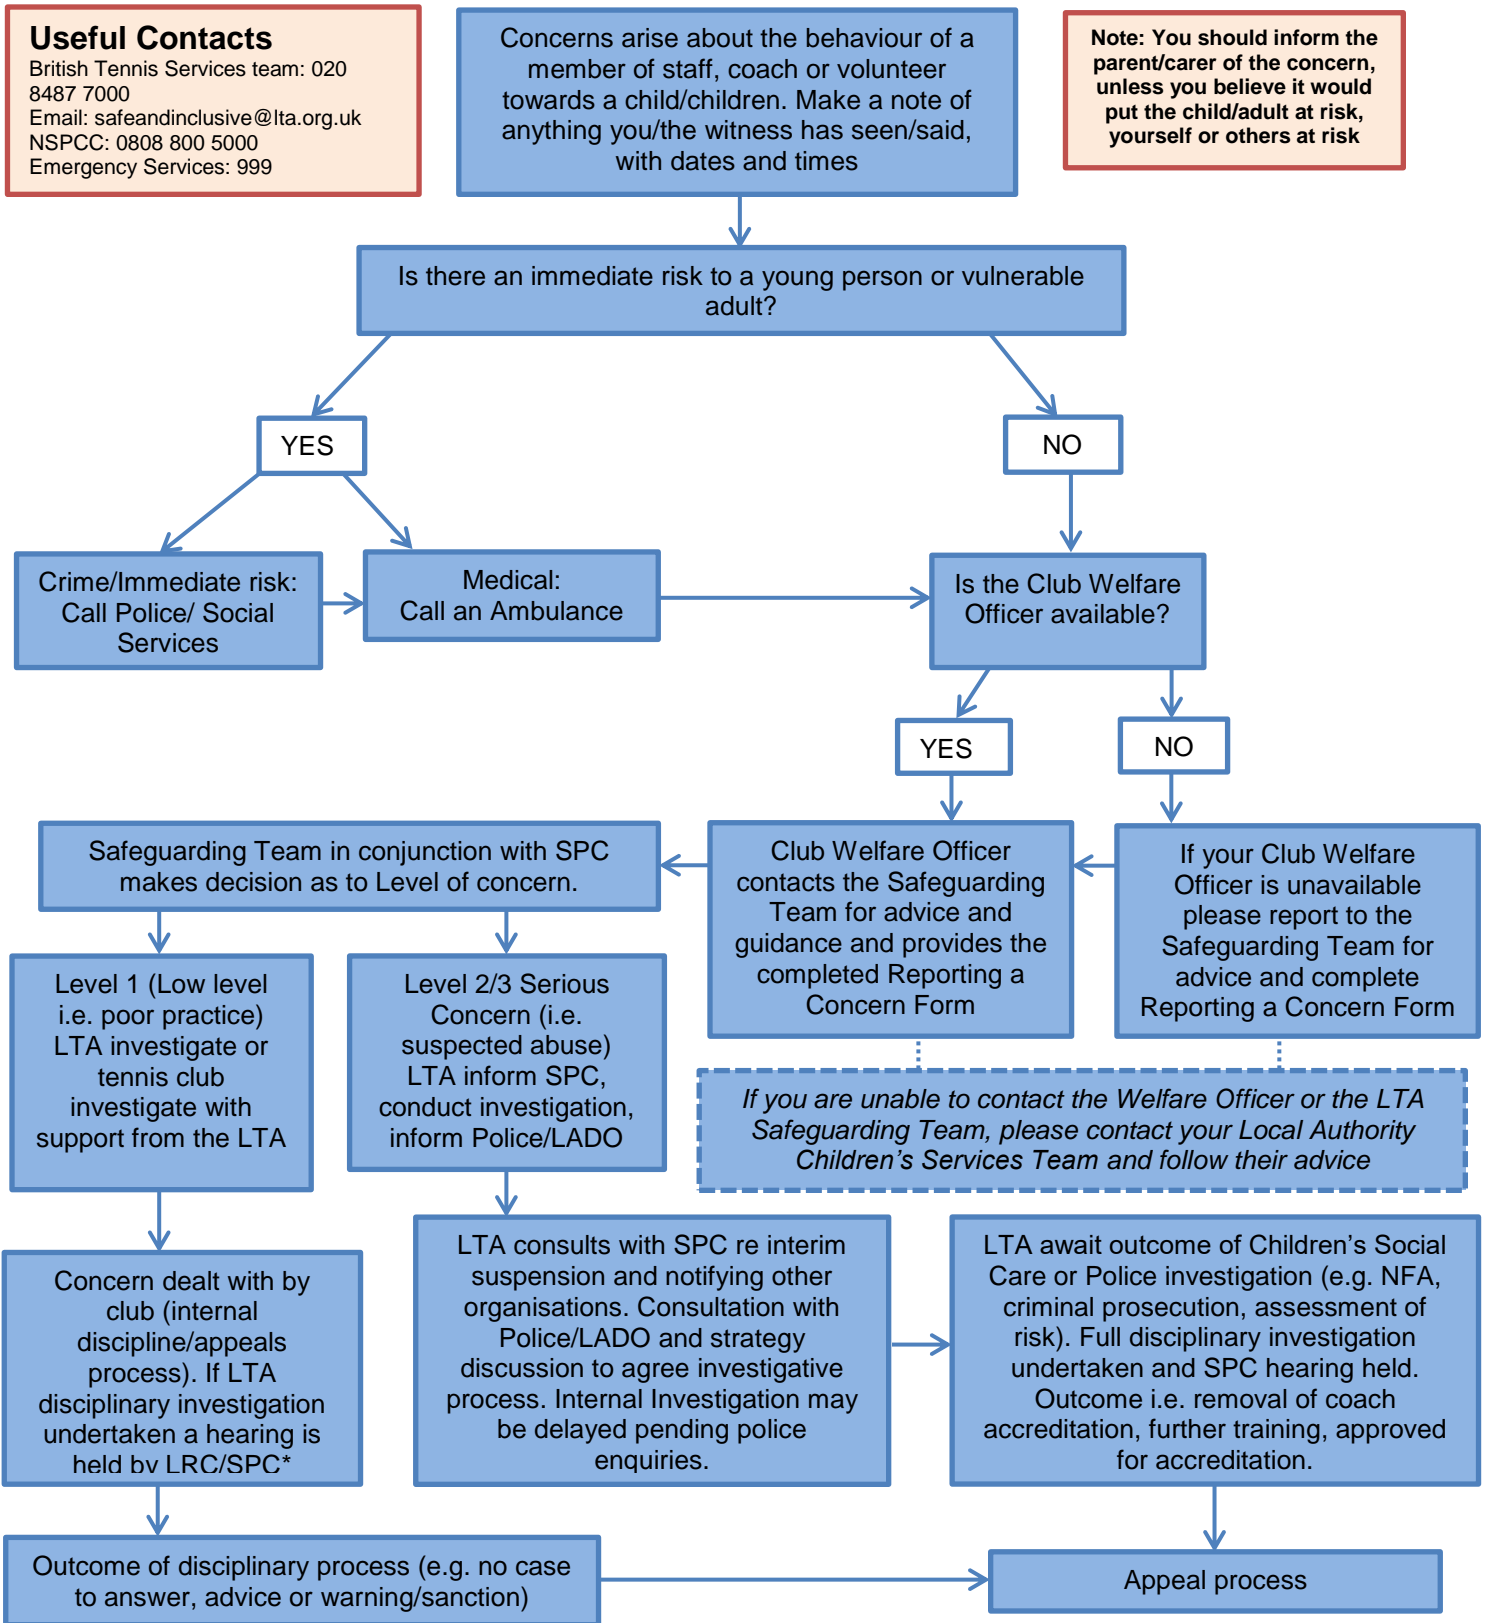 Useful Contacts
British Tennis Services team: 020
8487 7000
Email: safeandinclusive@lta.org.uk
NSPCC: 0808 800 5000
Emergency Services: 999
Concerns arise about the behaviour of a
member of staff, coach or volunteer
towards a child/children. Make a note of
anything you/the witness has seen/said,
with dates and times
Note: You should inform the
parent/carer of the concern,
unless you believe it would
put the child/adult at risk,
yourself or others at risk
Is there an immediate risk to a young person or vulnerable
adult?
YES
NO
Crime/Immediate risk:
Call Police/ Social
Services
Medical:
Call an Ambulance
Is the Club Welfare
Officer available?
YES
NO
Safeguarding Team in conjunction with SPC
makes decision as to Level of concern.
Club Welfare Officer
contacts the Safeguarding
Team for advice and
guidance and provides the
completed Reporting a
Concern Form
If your Club Welfare
Officer is unavailable
please report to the
Safeguarding Team for
advice and complete
Reporting a Concern Form
Level 1 (Low level
i.e. poor practice)
LTA investigate or
tennis club
investigate with
support from the LTA
Level 2/3 Serious
Concern (i.e.
suspected abuse)
LTA inform SPC,
conduct investigation,
inform Police/LADO
If you are unable to contact the Welfare Officer or the LTA
Safeguarding Team, please contact your Local Authority
Children’s Services Team and follow their advice
Concern dealt with by
club (internal
discipline/appeals
process). If LTA
disciplinary investigation
undertaken a hearing is
held by LRC/SPC*
LTA consults with SPC re interim
suspension and notifying other
organisations. Consultation with
Police/LADO and strategy
discussion to agree investigative
process. Internal Investigation may
be delayed pending police
enquiries.
LTA await outcome of Children’s Social
Care or Police investigation (e.g. NFA,
criminal prosecution, assessment of
risk). Full disciplinary investigation
undertaken and SPC hearing held.
Outcome i.e. removal of coach
accreditation, further training, approved
for accreditation.
Outcome of disciplinary process (e.g. no case
to answer, advice or warning/sanction)
Appeal process